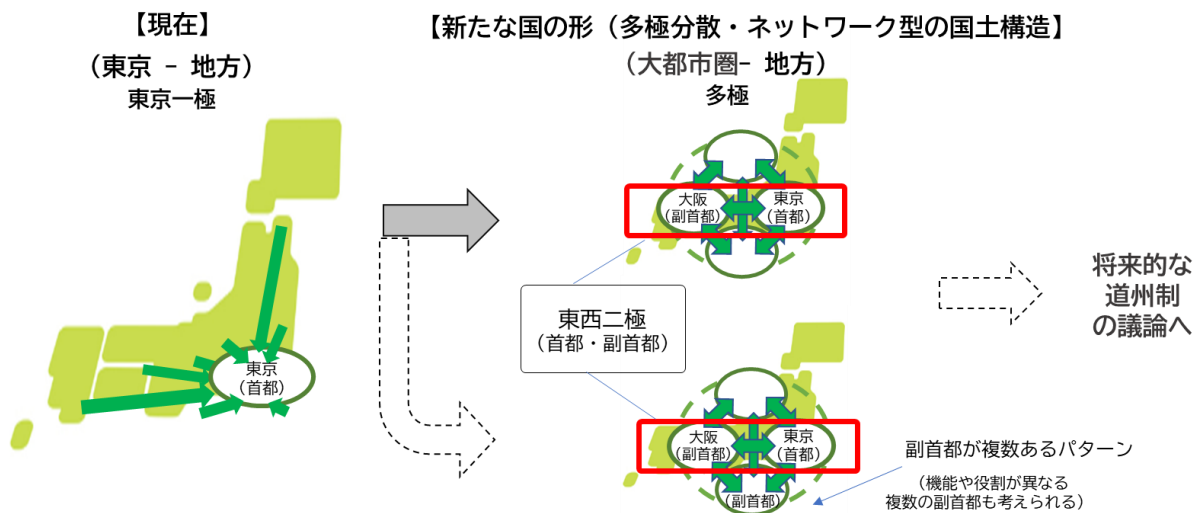 【現在】
（東京 - 地方）
東京一極
東京
（首都）
【新たな国の形（多極分散・ネットワーク型の国土構造】
（大都市圏- 地方）
多極
大阪
（副首都）
東京
（首都）
東西二極
（首都・副首都）
大阪
（副首都）
東京
（首都）
（副首都）
副首都が複数あるパターン
（機能や役割が異なる
複数の副首都も考えられる）
将来的な
道州制
の議論へ